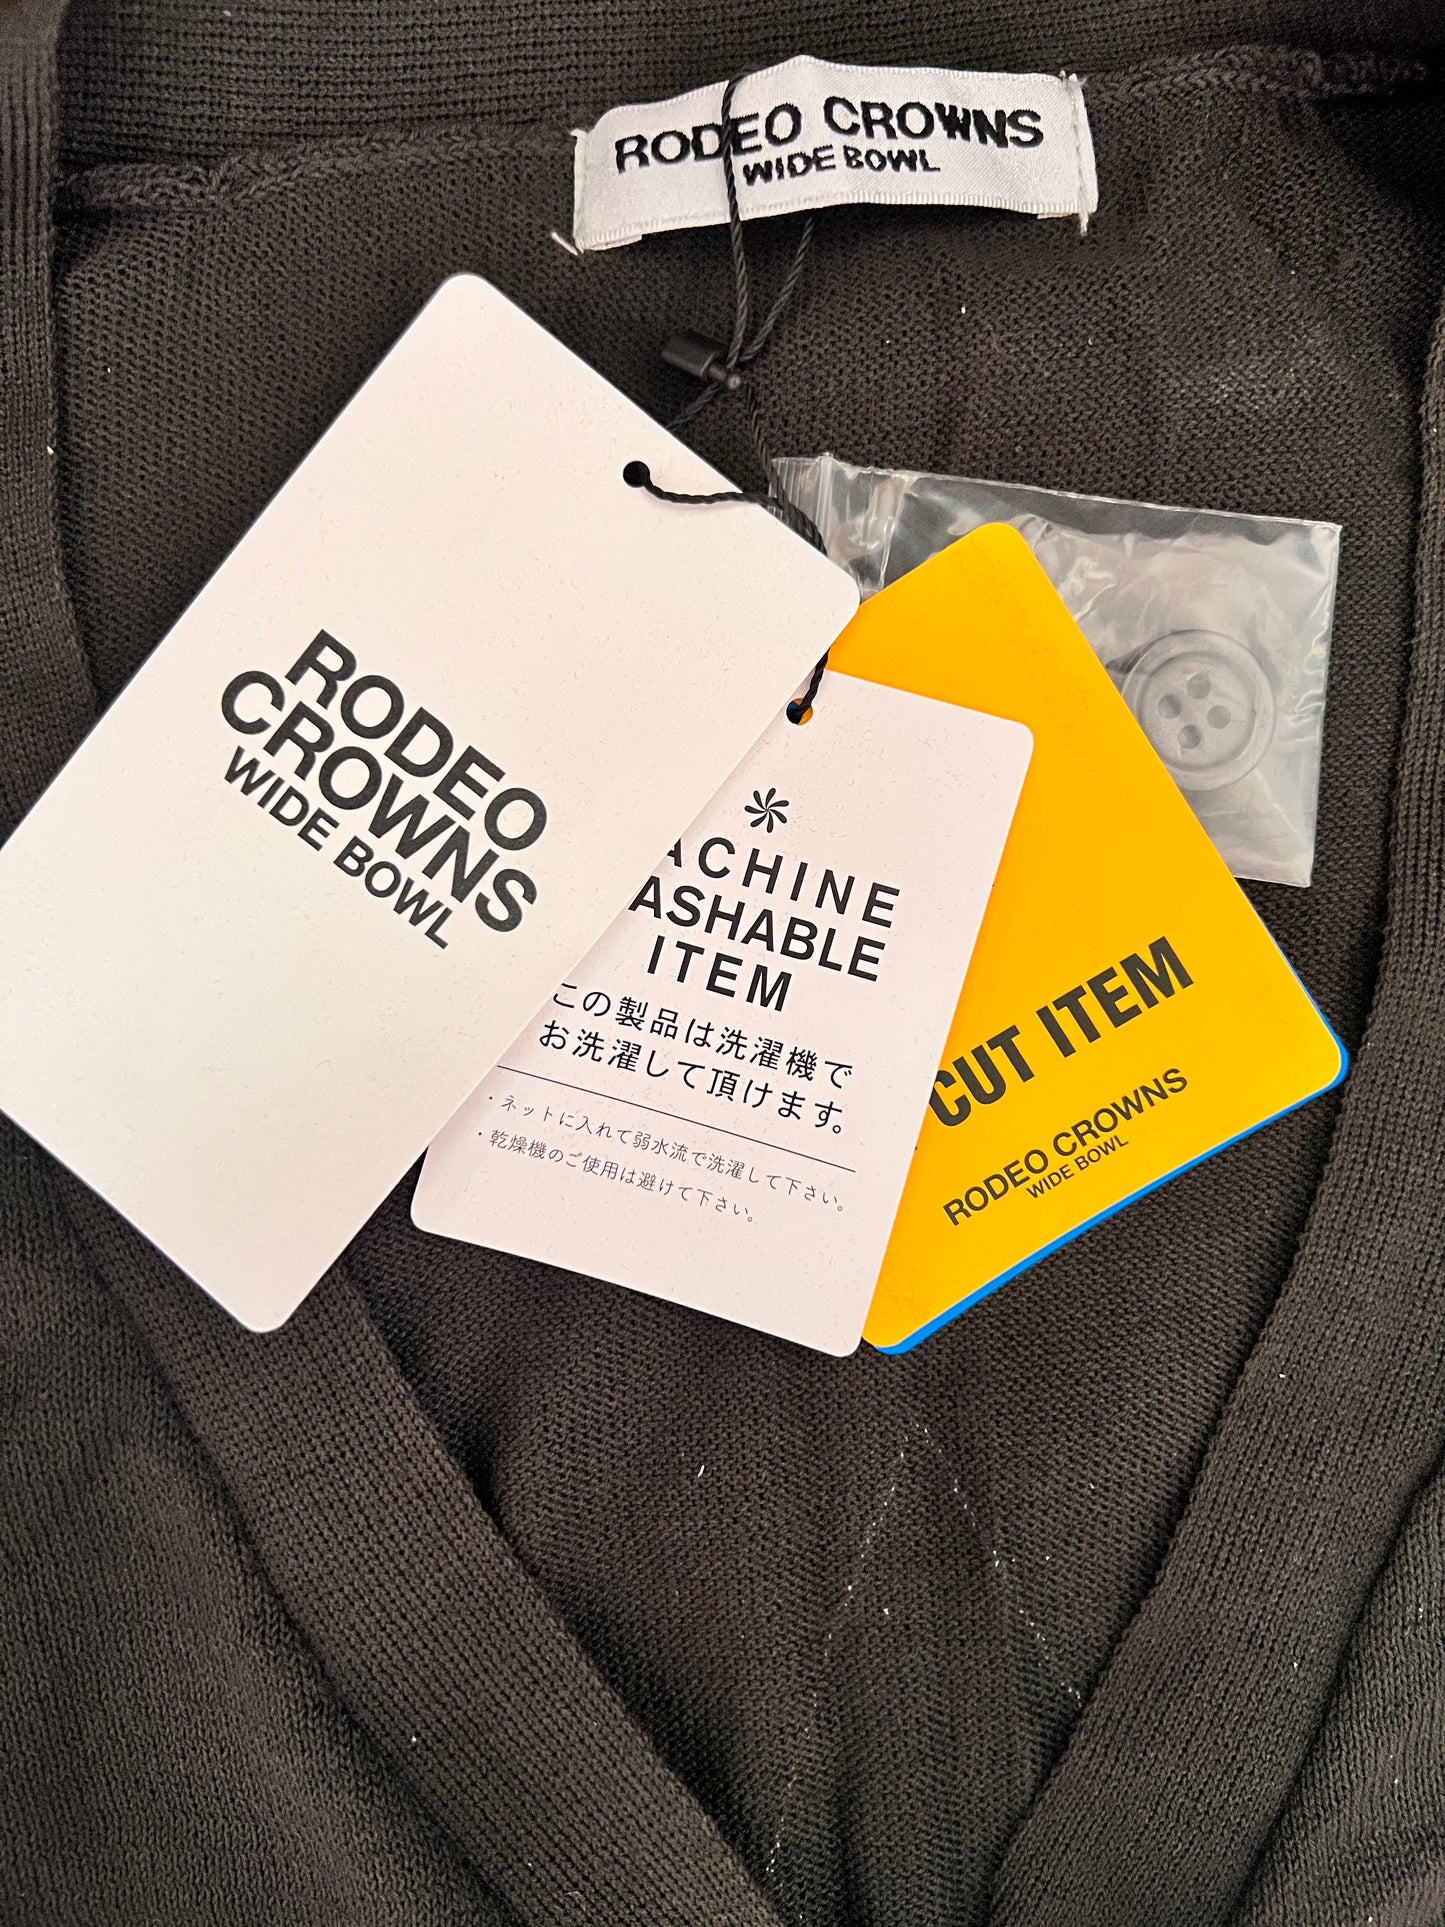 RODEO CROWNS
WIDE BOWL
RODEO
CROWNS
WIDE BOWL
ACHINE
ASHABLE
ITEM
この製品は洗濯機で
お洗濯して頂けます。
・ネットに入れて弱水流で洗濯して下さい。
・乾燥機のご使用は避けて下さい。
CUT ITEM
RODEO CROWNS
WIDE BOWL